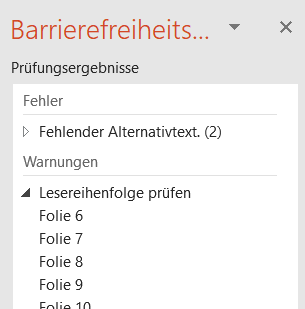 Barrierefreiheits...
Prüfungsergebnisse
Fehler
Fehlender Alternativtext. (2)
Warnungen
Lesereihenfolge prüfen
Folie 6
Folie 7
Folie 8
Folie 9
Folie 10